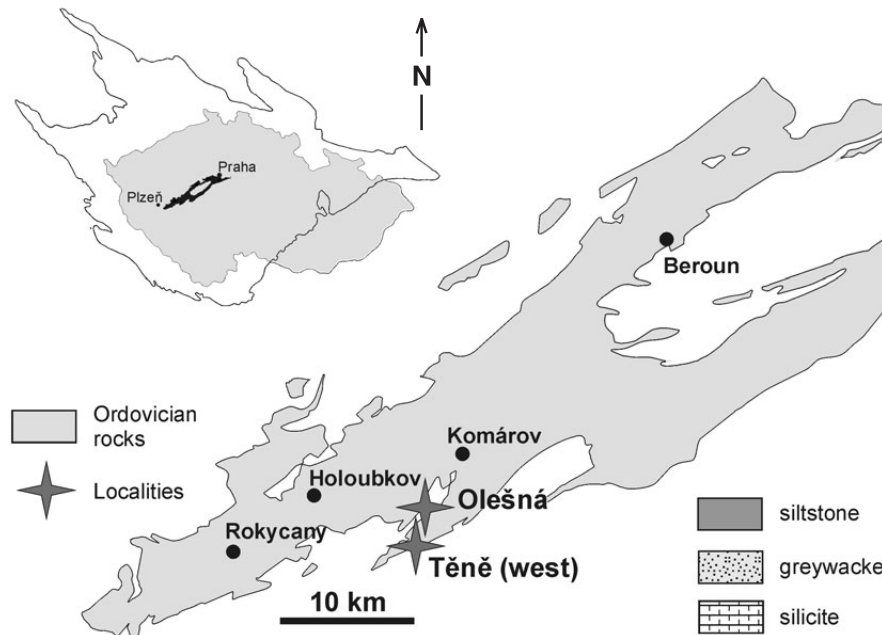 N
Praha
Plzeň
Beroun
Ordovician
rocks
Localities
Komárov
Holoubkov
Olešná
Rokycany
Těně (west)
10 km
siltstone
greywacke
silicite